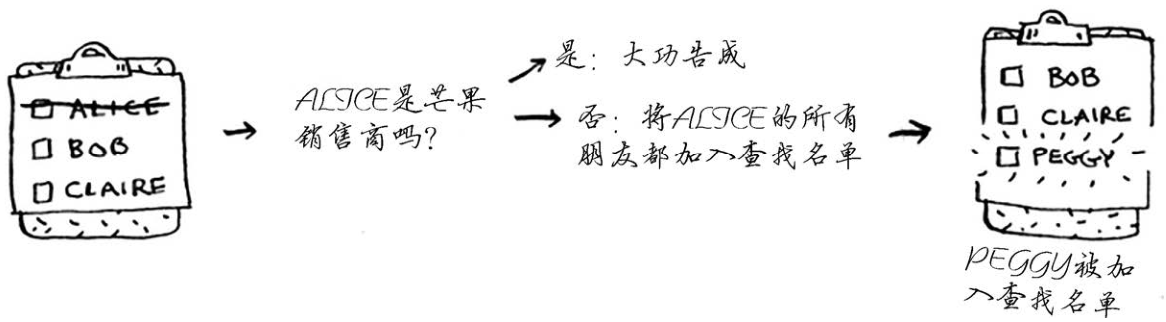 ALICE
BOB
CLAIRE
ALICE是芒果
销售商吗？
是：大功告成
否：将ALICE的所有
朋友都加入查找名单
BOB
CLAIRE
PEGGY
PEGGY被加
入查找名单